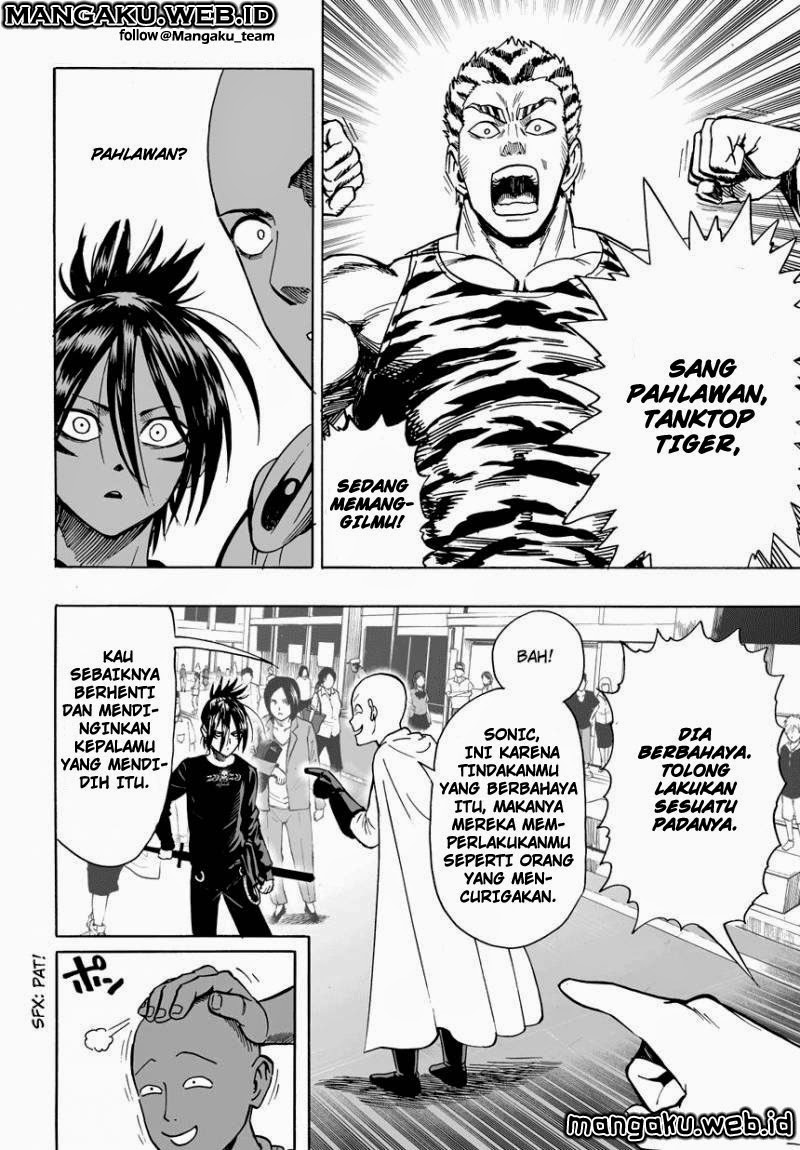 MANGAKU.WEB.ID
follow @Mangaku_team
SANG
PAHLAWAN,
TANKTOP
TIGER,
SEDANG
MEMANG-
GILMU!
PAHLAWAN?
DIA
BERBAHAYA.
TOLONG
LAKUKAN
SESUATU
PADANYA.
BAH!
SONIC,
INI KARENA
TINDAKANMU
YANG BERBAHAYA
ITU, MAKANYA
MEREKA MEM-
PERLAKUKANMU
SEPERTI ORANG
YANG MEN-
CURIGAKAN.
KAU
SEBAIKNYA
BERHENTI
DAN MENDI-
NGINKAN
KEPALAMU
YANG MENDI-
DIH ITU.
ポン
SFX: PAT!
mangaku.web.id